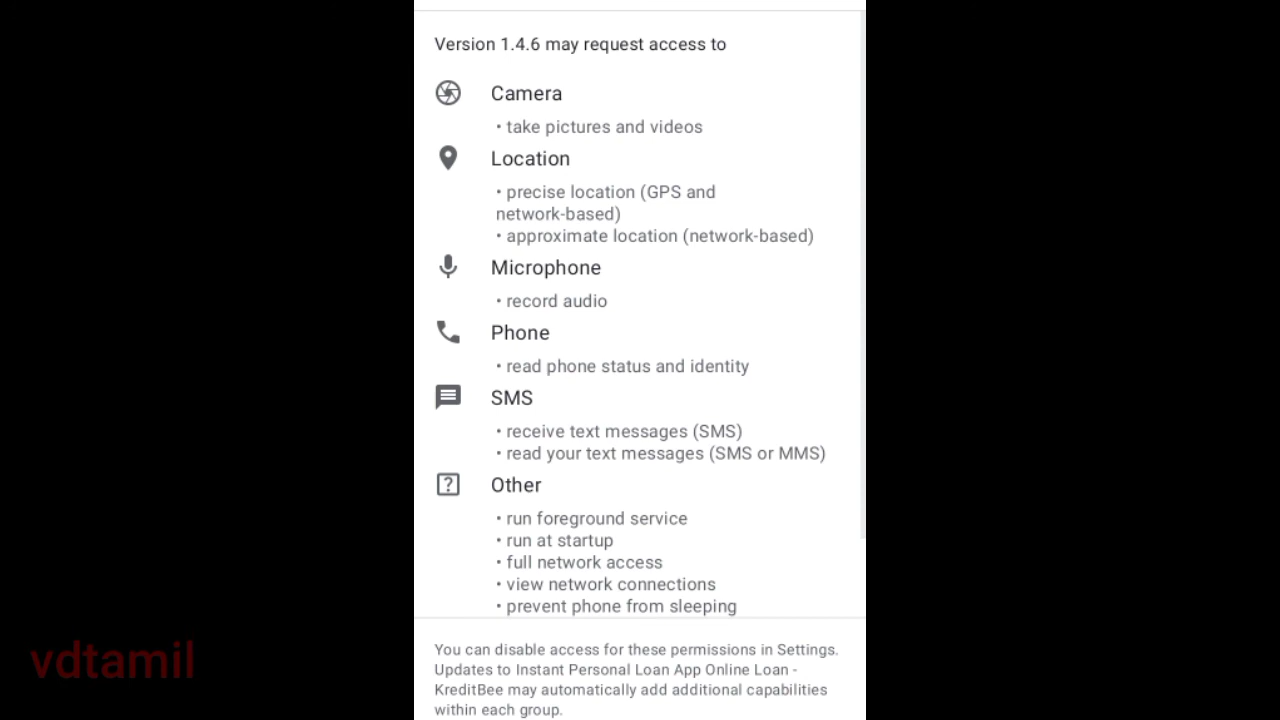 Version 1.4.6 may request access to
Camera
• take pictures and videos
Location
• precise location (GPS and
network-based)
• approximate location (network-based)
Microphone
• record audio
Phone
• read phone status and identity
SMS
• receive text messages (SMS)
• read your text messages (SMS or MMS)
Other
• run foreground service
• run at startup
• full network access
• view network connections
• prevent phone from sleeping
You can disable access for these permissions in Settings.
Updates to Instant Personal Loan App Online Loan -
KreditBee may automatically add additional capabilities
within each group.
vdtamil